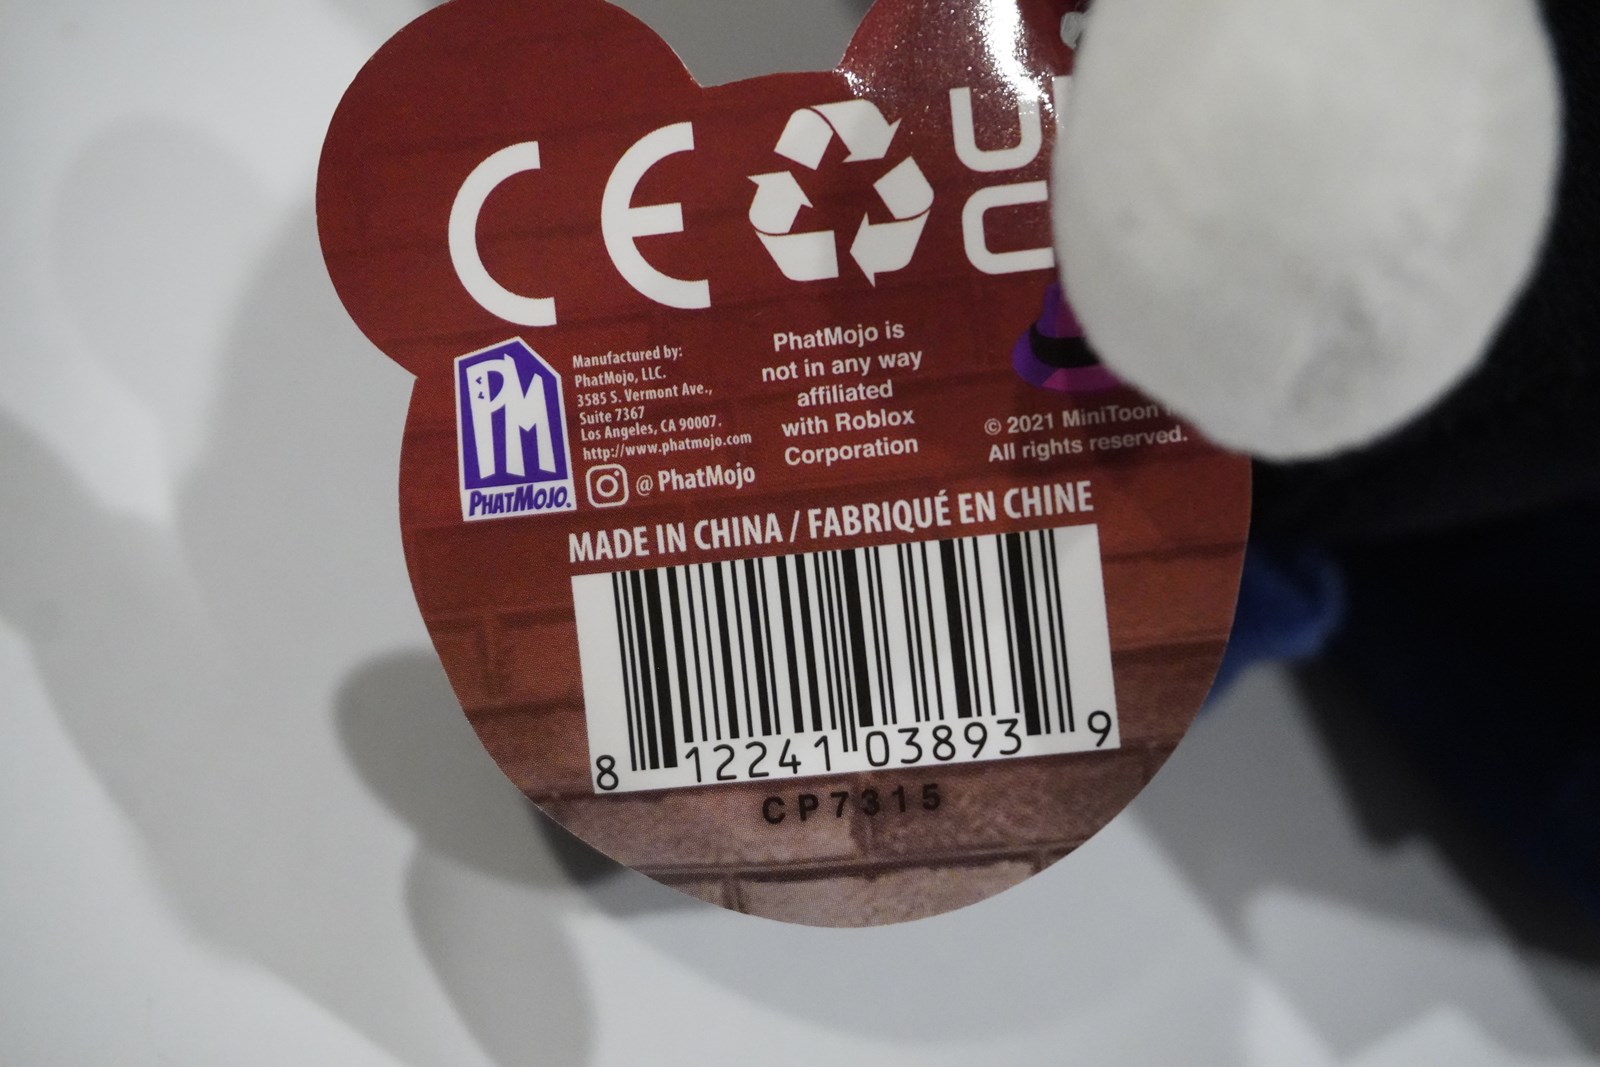 CE
PM
PHATMOJO.
Manufactured by:
PhatMojo, LLC.
3585 S. Vermont Ave.,
Suite 7367
Los Angeles, CA 90007.
http://www.phatmojo.com
@ PhatMojo
PhatMojo is
not in any way
affiliated
with Roblox
Corporation
© 2021 MiniToon
All rights reserved.
MADE IN CHINA / FABRIQUÉ EN CHINE
8 12241 03893 9
CP7315